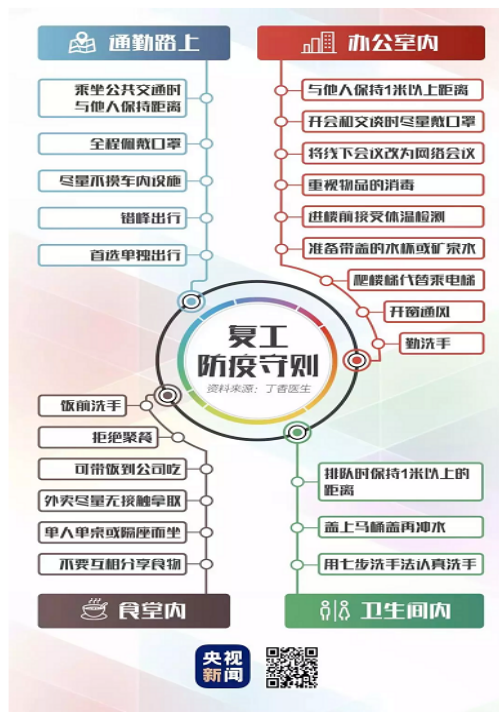 通勤路上
乘坐公共交通时
与他人保持距离
全程佩戴口罩
尽量不摸车内设施
错峰出行
首选单独出行
办公室内
与他人保持1米以上距离
开会和交谈时尽量戴口罩
将线下会议改为网络会议
重视物品的消毒
进楼前接受体温检测
准备带盖的水杯或矿泉水
爬楼梯代替乘电梯
开窗通风
勤洗手
复工
防疫守则
资料来源：丁香医生
饭前洗手
拒绝聚餐
可带饭到公司吃
外卖尽量无接触拿取
单人单桌或隔座而坐
不要互相分享食物
食堂内
排队时保持1米以上的
距离
盖上马桶盖再冲水
用七步洗手法认真洗手
卫生间内
央视
新闻